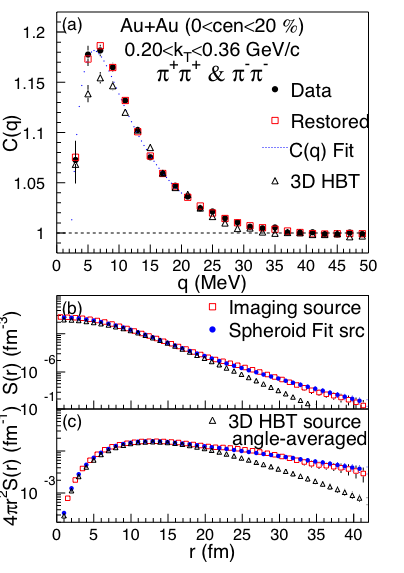 (a) Au+Au (0<cen<20 %)
0.20<k_T<0.36 GeV/c
π⁺π⁺ & π⁻π⁻
Data
Restored
C(q) Fit
3D HBT
C(q)
1.2
1.15
1.1
1.05
1
0 5 10 15 20 25 30 35 40 45 50
q (MeV)
(b)
Imaging source
Spheroid Fit src
S(r) (fm⁻³)
10⁻⁶
(c)
3D HBT source
angle-averaged
4πr²S(r) (fm⁻¹)
10⁻¹
10⁻³
0 5 10 15 20 25 30 35 40
r (fm)